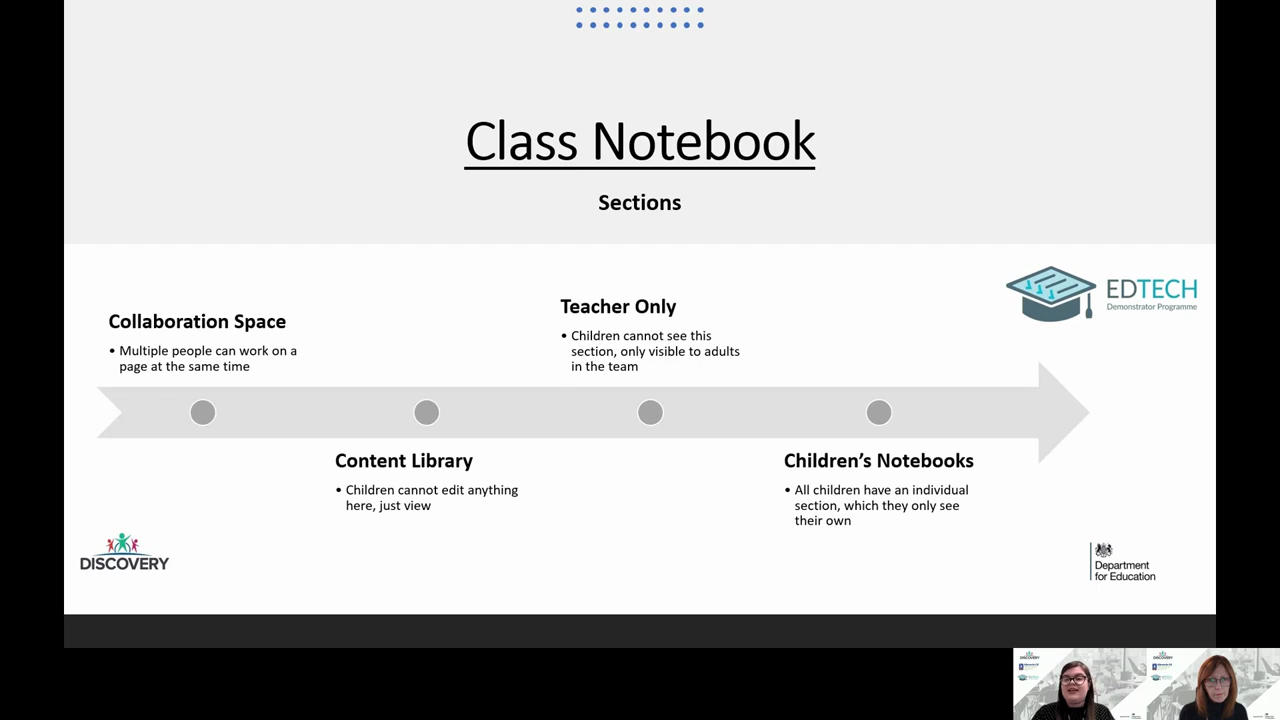 Class Notebook
Sections
EDTECH
Demonstrator Programme
Collaboration Space
• Multiple people can work on a
page at the same time
Teacher Only
• Children cannot see this
section, only visible to adults
in the team
Content Library
• Children cannot edit anything
here, just view
Children’s Notebooks
• All children have an individual
section, which they only see
their own
DISCOVERY
Department
for Education
DISCOVERY
DISCOVERY